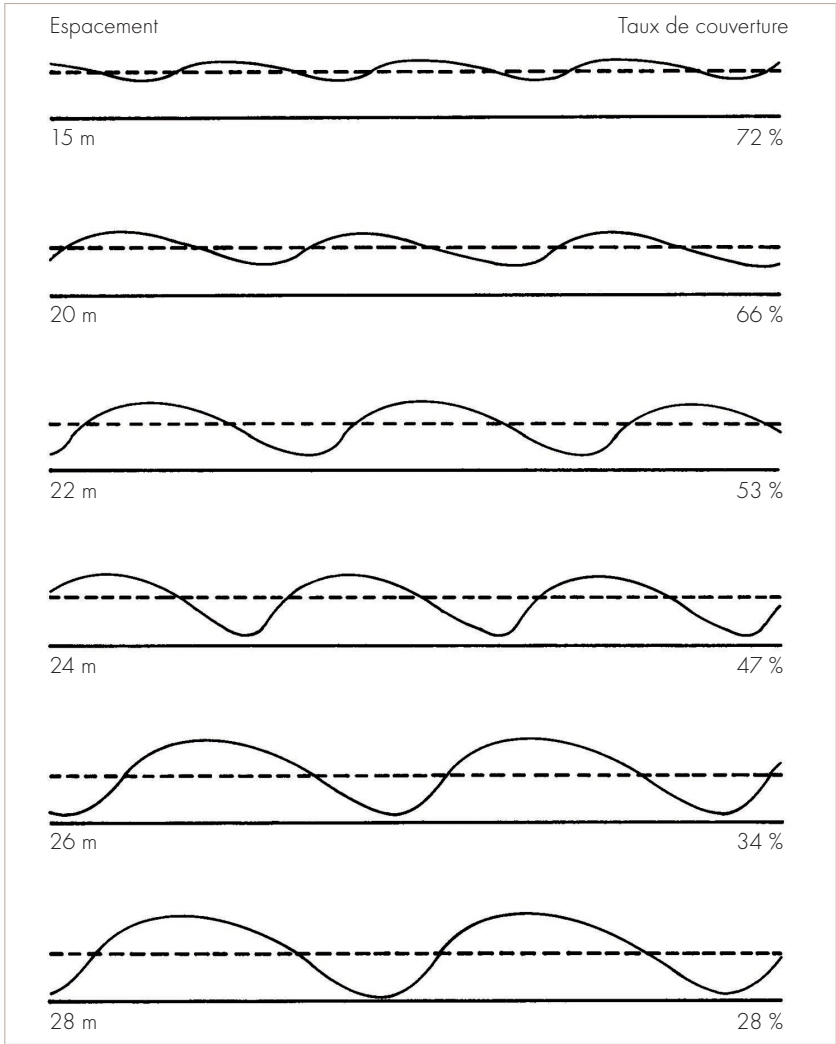 Espacement Taux de couverture
15 m 72 %
20 m 66 %
22 m 53 %
24 m 47 %
26 m 34 %
28 m 28 %